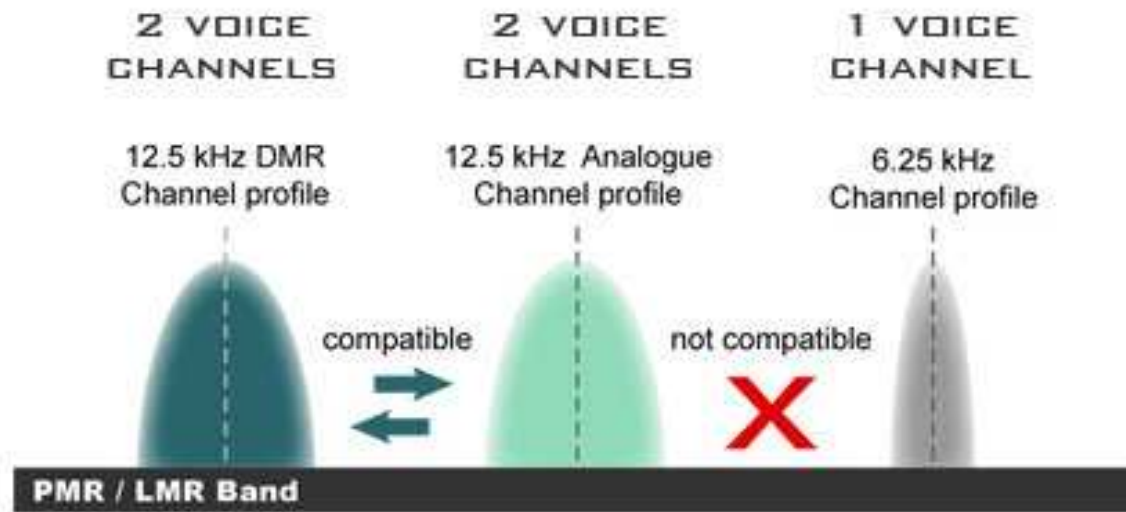 2 VOICE
CHANNELS
2 VOICE
CHANNELS
1 VOICE
CHANNEL
12.5 kHz DMR
Channel profile
12.5 kHz Analogue
Channel profile
6.25 kHz
Channel profile
compatible
not compatible
X
PMR / LMR Band